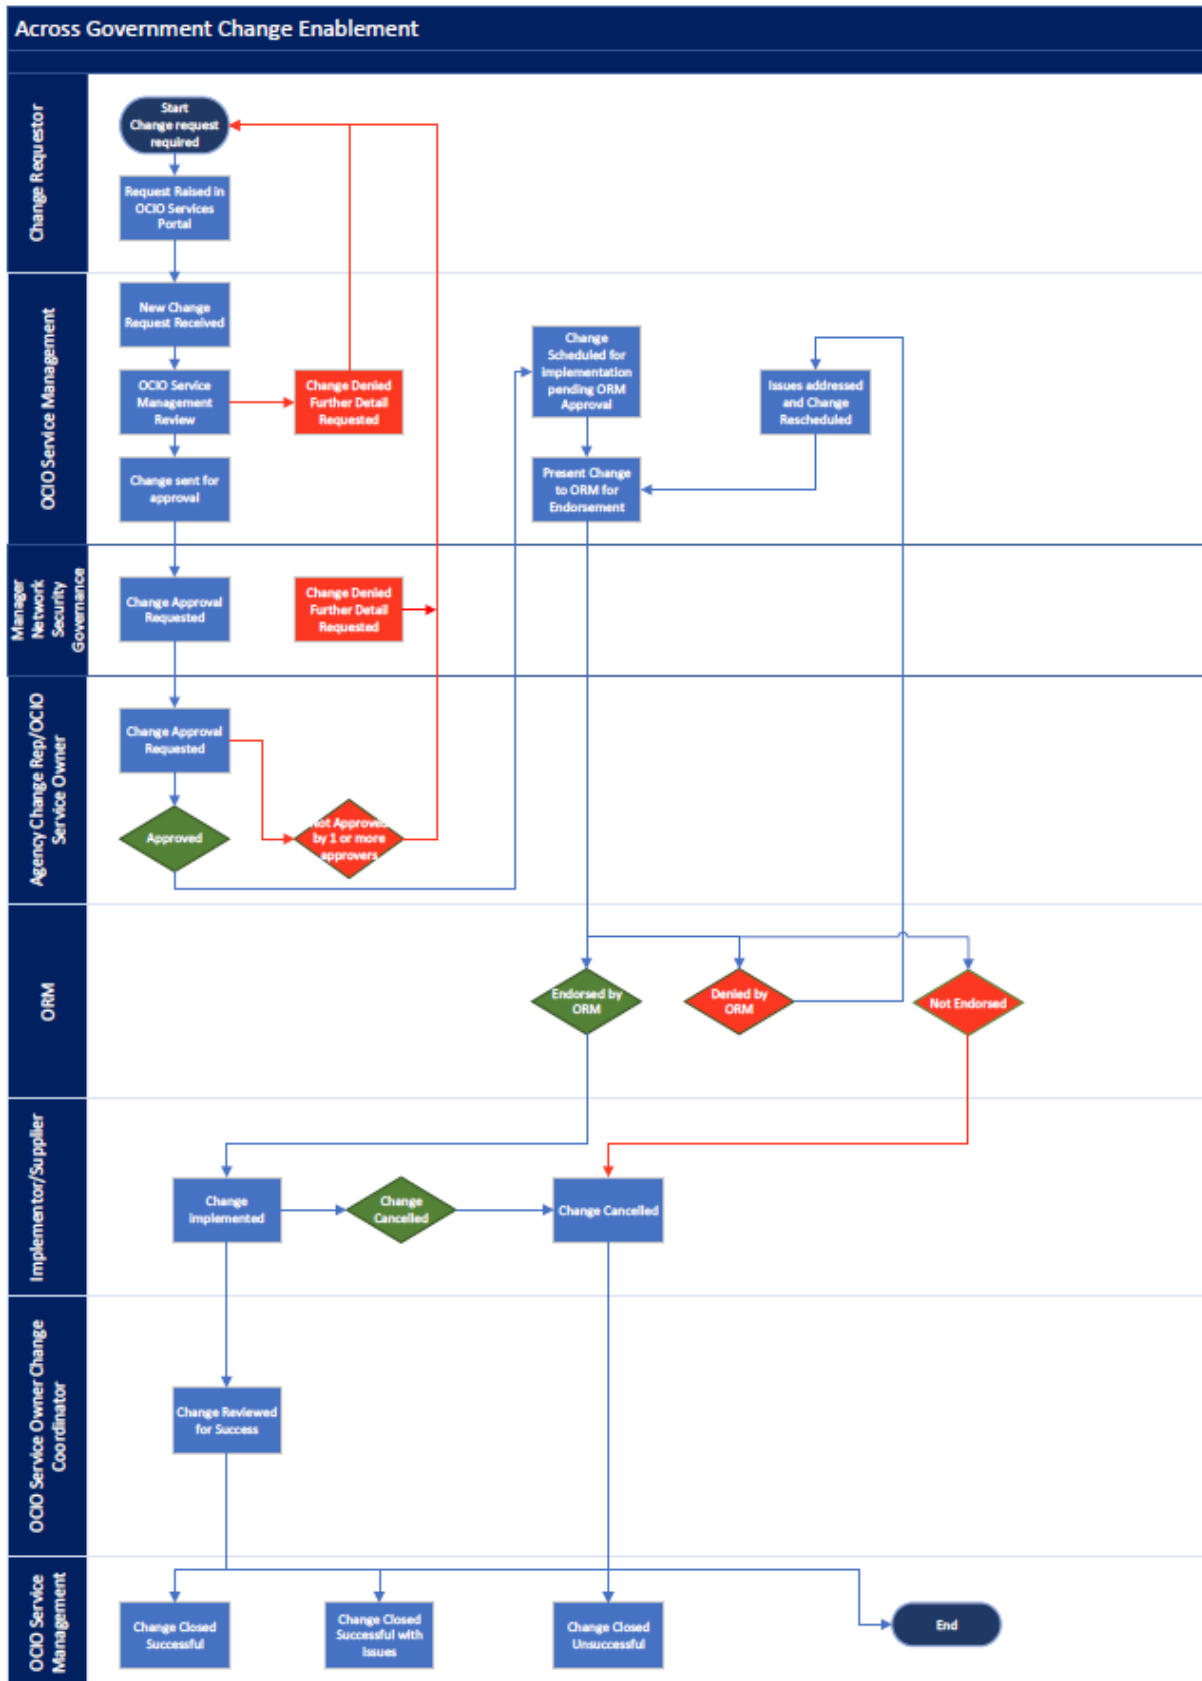 Across Government Change Enablement
Change Requestor
Start
Change request
required
Request Raised in
OCIO Services
Portal
OCIO Service Management
New Change
Request Received
OCIO Service
Management
Review
Change Denied
Further Detail
Requested
Change sent for
approval
Change
Scheduled for
implementation
pending ORM
Approval
Issues addressed
and Change
Rescheduled
Present Change
to ORM for
Endorsement
Manager
Network
Security
Governance
Change Approval
Requested
Change Denied
Further Detail
Requested
Agency Change Rep/OCIO
Service Owner
Change Approval
Requested
Approved
Not Approved
by 1 or more
approvers
ORM
Endorsed by
ORM
Denied by
ORM
Not Endorsed
Implementor/Supplier
Change
implemented
Change
Cancelled
Change Cancelled
OCIO Service Owner Change
Coordinator
Change Reviewed
for Success
OCIO Service
Management
Change Closed
Successful
Change Closed
Successful with
Issues
Change Closed
Unsuccessful
End